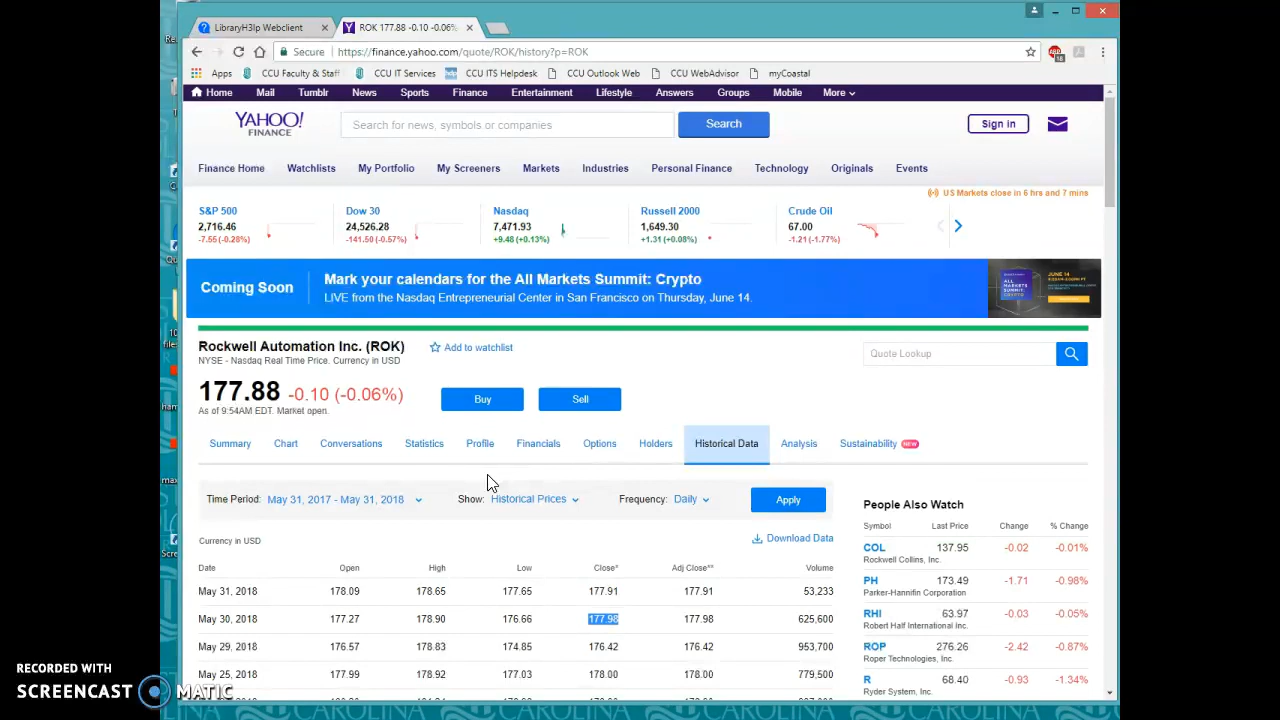 LibraryH3lp Webclient
ROK 177.88 -0.10 -0.06%
Secure https://finance.yahoo.com/quote/ROK/history?p=ROK
18
Apps CCU Faculty & Staff CCU IT Services CCU ITS Helpdesk CCU Outlook Web CCU WebAdvisor myCoastal
Home Mail Tumblr News Sports Finance Entertainment Lifestyle Answers Groups Mobile More
YAHOO!
FINANCE
Search for news, symbols or companies
Search
Sign in
Finance Home Watchlists My Portfolio My Screeners Markets Industries Personal Finance Technology Originals Events
US Markets close in 6 hrs and 7 mins
S&P 500 Dow 30 Nasdaq Russell 2000 Crude Oil
2,716.46 24,526.28 7,471.93 1,649.30 67.00
-7.55 (-0.28%) -141.50 (-0.57%) +9.48 (+0.13%) +1.31 (+0.08%) -1.21 (-1.77%)
Coming Soon
Mark your calendars for the All Markets Summit: Crypto
LIVE from the Nasdaq Entrepreneurial Center in San Francisco on Thursday, June 14.
ALL MARKETS SUMMIT:
JUNE 14
Rockwell Automation Inc. (ROK)
Add to watchlist
NYSE - Nasdaq Real Time Price. Currency in USD
Quote Lookup
177.88 -0.10 (-0.06%)
As of 9:54AM EDT. Market open.
Buy
Sell
Summary Chart Conversations Statistics Profile Financials Options Holders Historical Data Analysis Sustainability NEW
Time Period: May 31, 2017 - May 31, 2018 Show: Historical Prices Frequency: Daily Apply
Currency in USD
Download Data
Date Open High Low Close* Adj Close** Volume
May 31, 2018 178.09 178.65 177.65 177.91 177.91 53,233
May 30, 2018 177.27 178.90 176.66 177.98 177.98 625,600
May 29, 2018 176.57 178.83 174.85 176.42 176.42 953,700
May 25, 2018 177.99 178.92 177.03 178.00 178.00 779,500
People Also Watch
Symbol Last Price Change % Change
COL 137.95 -0.02 -0.01%
Rockwell Collins, Inc.
PH 173.49 -1.71 -0.98%
Parker-Hannifin Corporation
RHI 63.97 -0.03 -0.05%
Robert Half International Inc.
ROP 276.26 -2.42 -0.87%
Roper Technologies, Inc.
R 68.40 -0.93 -1.34%
Ryder System, Inc.
RECORDED WITH
SCREENCAST MATIC
CAROLINA